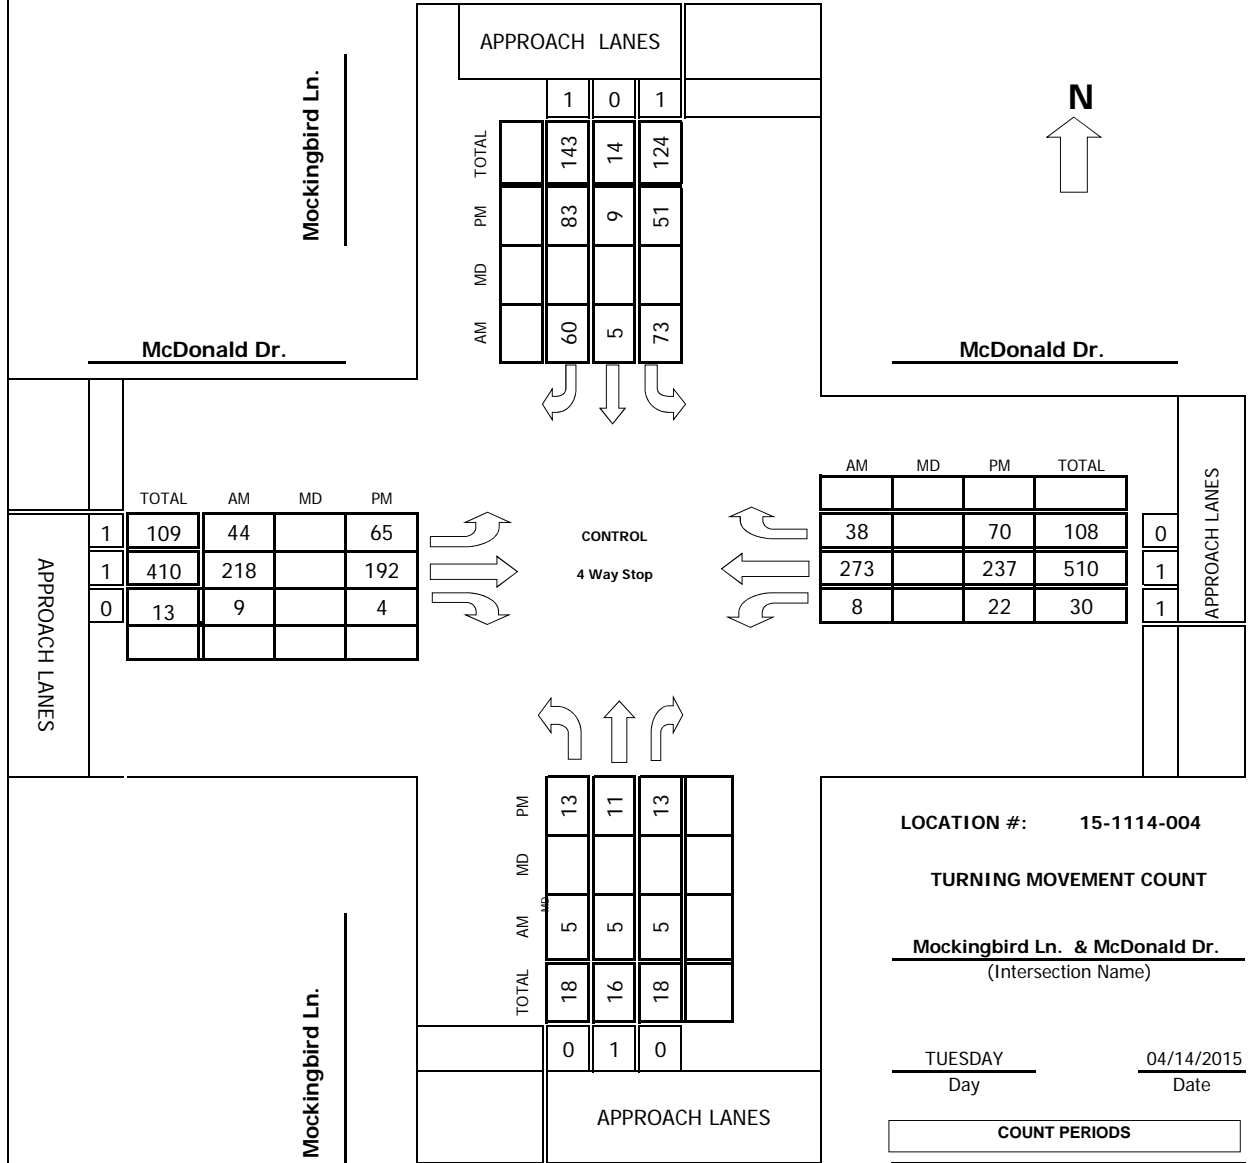 APPROACH LANES
1 0 1
N
Mockingbird Ln.
TOTAL 143 14 124
PM 83 9 51
MD
AM 60 5 73
McDonald Dr.
McDonald Dr.
AM MD PM TOTAL
TOTAL AM MD PM
1 109 44 65
1 410 218 192
0 13 9 4
APPROACH LANES
CONTROL
4 Way Stop
38 70 108 0
273 237 510 1
8 22 30 1
APPROACH LANES
PM 13 11 13
MD
MD
AM 5 5 5
TOTAL 18 16 18
0 1 0
APPROACH LANES
Mockingbird Ln.
LOCATION #: 15-1114-004
TURNING MOVEMENT COUNT
Mockingbird Ln. & McDonald Dr.
(Intersection Name)
TUESDAY 04/14/2015
Day Date
COUNT PERIODS